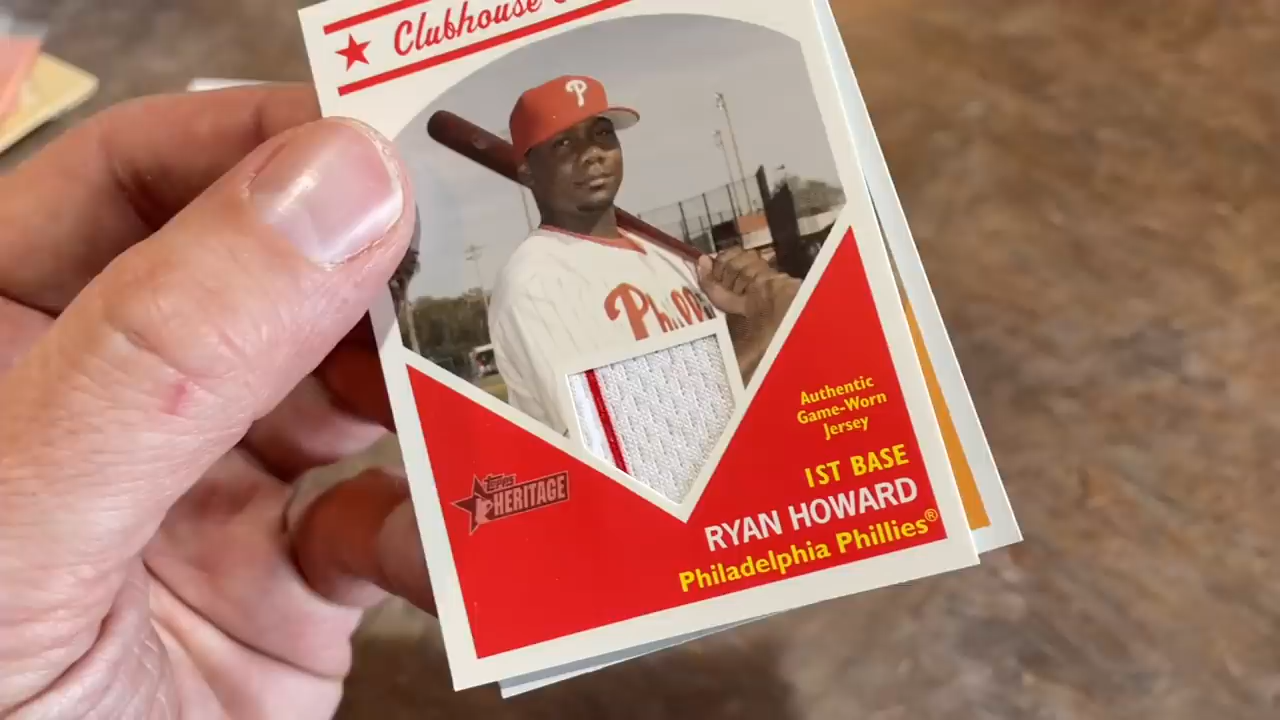 Clubhouse
P
Phillies
Authentic
Game-Worn
Jersey
TOPPS
HERITAGE
1ST BASE
RYAN HOWARD
Philadelphia Phillies®